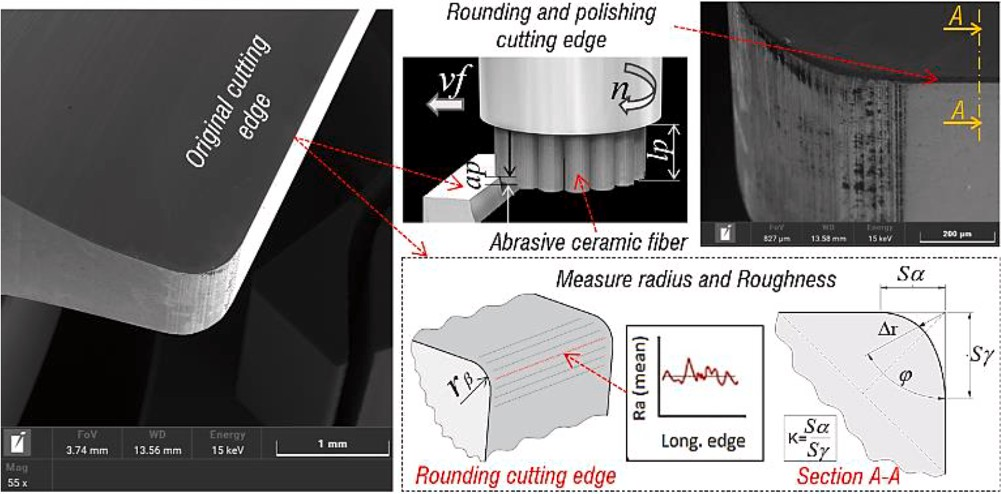 Original cutting
edge
FoV
3.74 mm
WD
13.56 mm
Energy
15 keV
1 mm
Mag
55 x
Rounding and polishing
cutting edge
vf
n
ap
lp
Abrasive ceramic fiber
A
A
FoV
827 µm
WD
13.58 mm
Energy
15 keV
200 µm
Measure radius and Roughness
rβ
Ra (mean)
Long. edge
Rounding cutting edge
Sα
Δr
Sγ
φ
K=Sα/Sγ
Section A-A